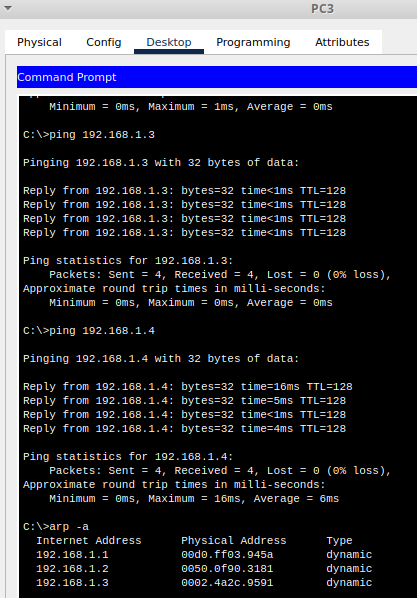 PC3
Physical Config Desktop Programming Attributes
Command Prompt
Minimum = 0ms, Maximum = 1ms, Average = 0ms
C:\>ping 192.168.1.3
Pinging 192.168.1.3 with 32 bytes of data:
Reply from 192.168.1.3: bytes=32 time<1ms TTL=128
Reply from 192.168.1.3: bytes=32 time<1ms TTL=128
Reply from 192.168.1.3: bytes=32 time<1ms TTL=128
Reply from 192.168.1.3: bytes=32 time<1ms TTL=128
Ping statistics for 192.168.1.3:
Packets: Sent = 4, Received = 4, Lost = 0 (0% loss),
Approximate round trip times in milli-seconds:
Minimum = 0ms, Maximum = 0ms, Average = 0ms
C:\>ping 192.168.1.4
Pinging 192.168.1.4 with 32 bytes of data:
Reply from 192.168.1.4: bytes=32 time=16ms TTL=128
Reply from 192.168.1.4: bytes=32 time=5ms TTL=128
Reply from 192.168.1.4: bytes=32 time<1ms TTL=128
Reply from 192.168.1.4: bytes=32 time=4ms TTL=128
Ping statistics for 192.168.1.4:
Packets: Sent = 4, Received = 4, Lost = 0 (0% loss),
Approximate round trip times in milli-seconds:
Minimum = 0ms, Maximum = 16ms, Average = 6ms
C:\>arp -a
Internet Address Physical Address Type
192.168.1.1 00d0.ff03.945a dynamic
192.168.1.2 0050.0f90.3181 dynamic
192.168.1.3 0002.4a2c.9591 dynamic